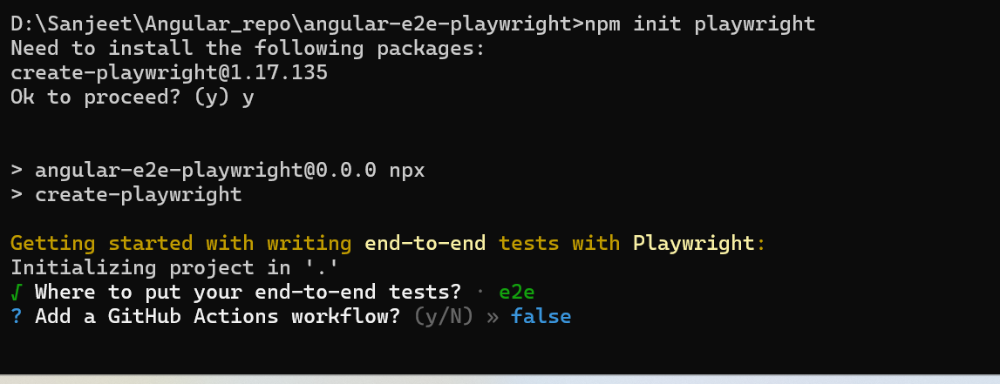 D:\Sanjeet\Angular_repo\angular-e2e-playwright>npm init playwright
Need to install the following packages:
create-playwright@1.17.135
Ok to proceed? (y) y
> angular-e2e-playwright@0.0.0 npx
> create-playwright
Getting started with writing end-to-end tests with Playwright:
Initializing project in '.'
√ Where to put your end-to-end tests? · e2e
? Add a GitHub Actions workflow? (y/N) » false